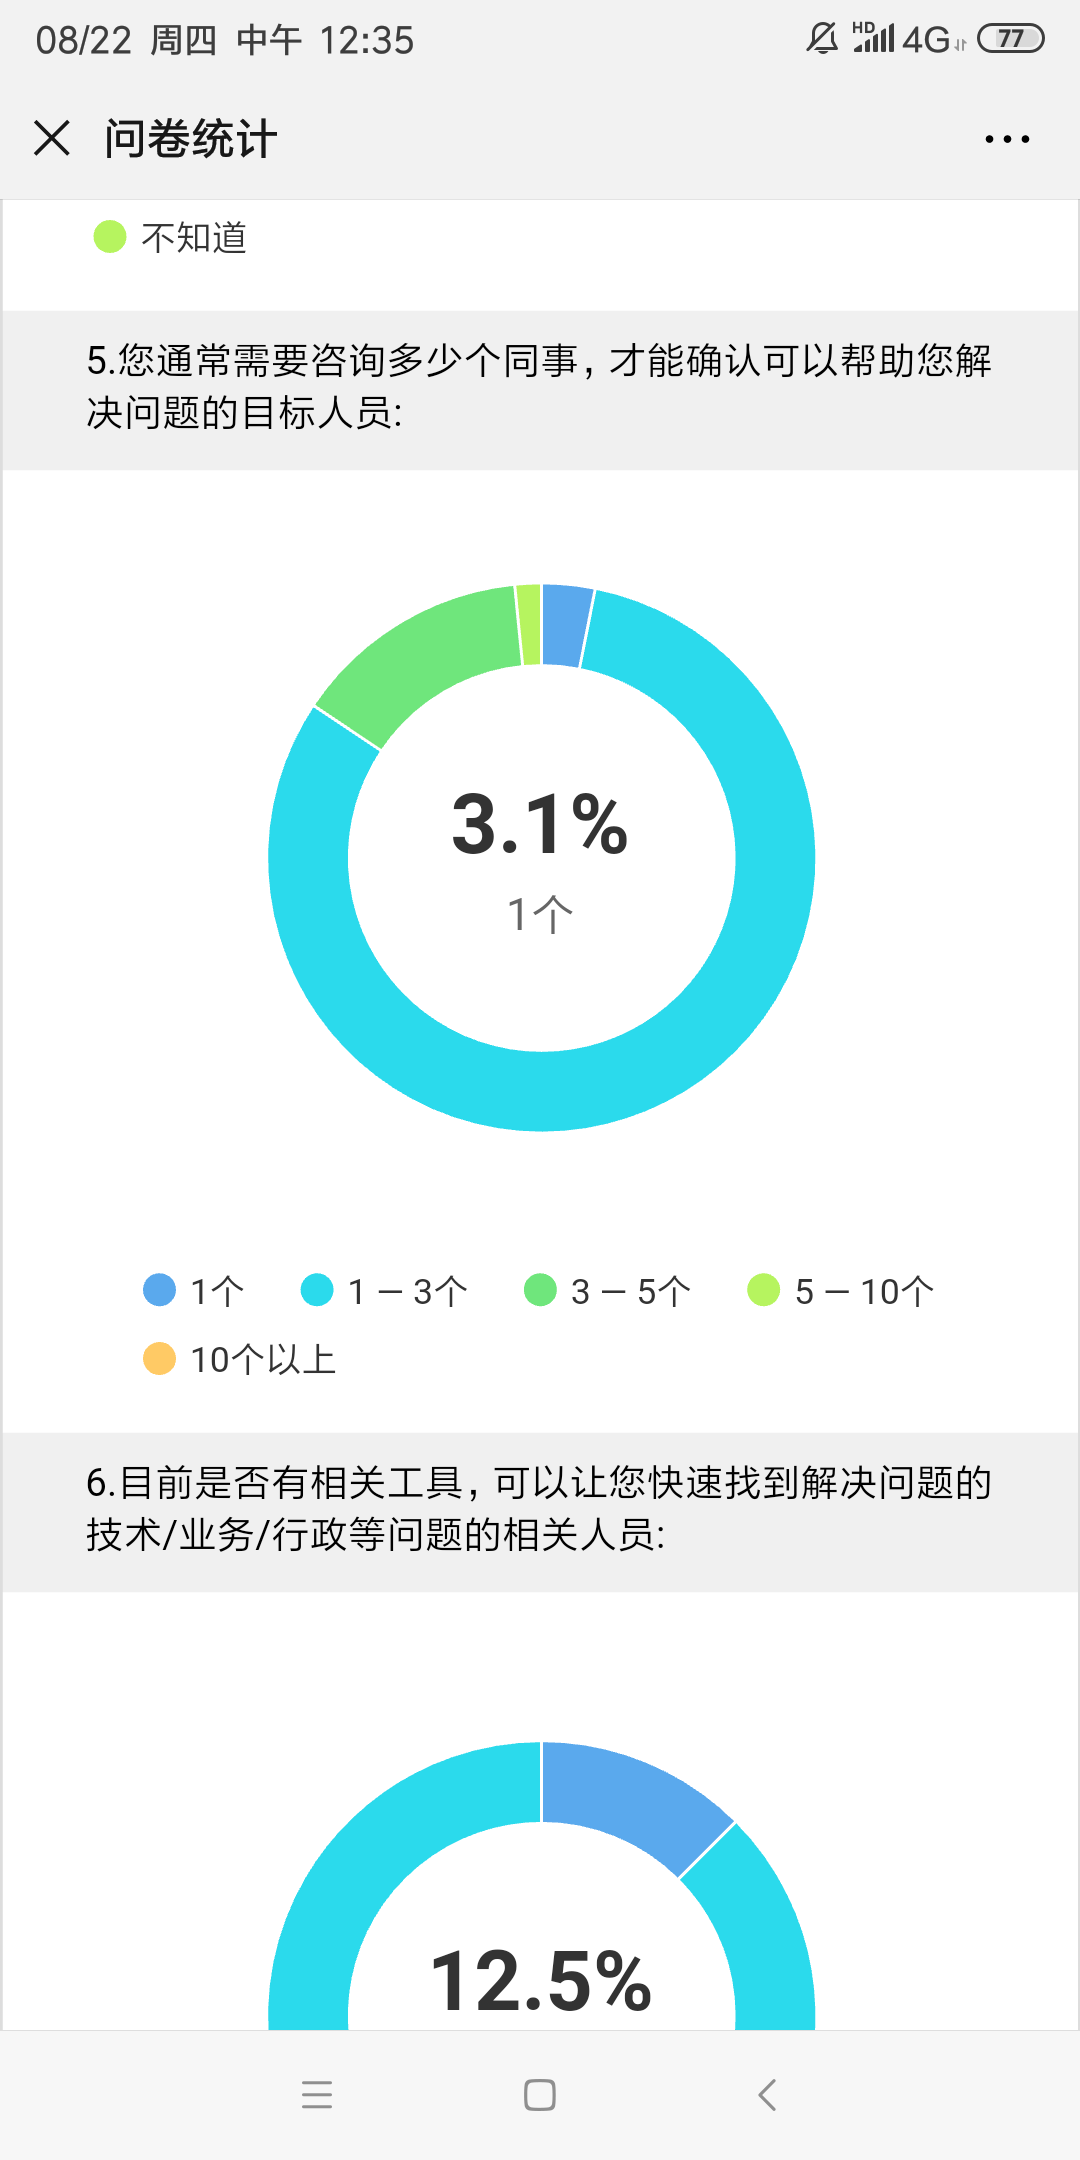 08/22 周四 中午 12:35
HD 4G 77
问卷统计
不知道
5.您通常需要咨询多少个同事，才能确认可以帮助您解
决问题的目标人员:
3.1%
1个
1个 1 – 3个 3 – 5个 5 – 10个
10个以上
6.目前是否有相关工具，可以让您快速找到解决问题的
技术/业务/行政等问题的相关人员:
12.5%